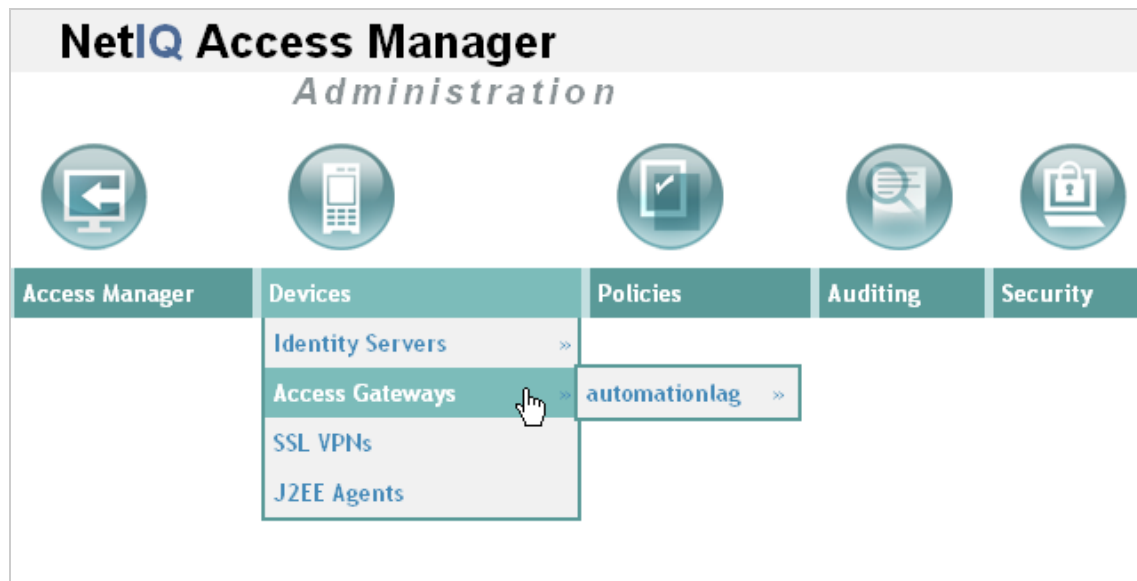 NetIQ Access Manager
Administration
Access Manager
Devices
Policies
Auditing
Security
Identity Servers »
Access Gateways »
automationlag »
SSL VPNs
J2EE Agents